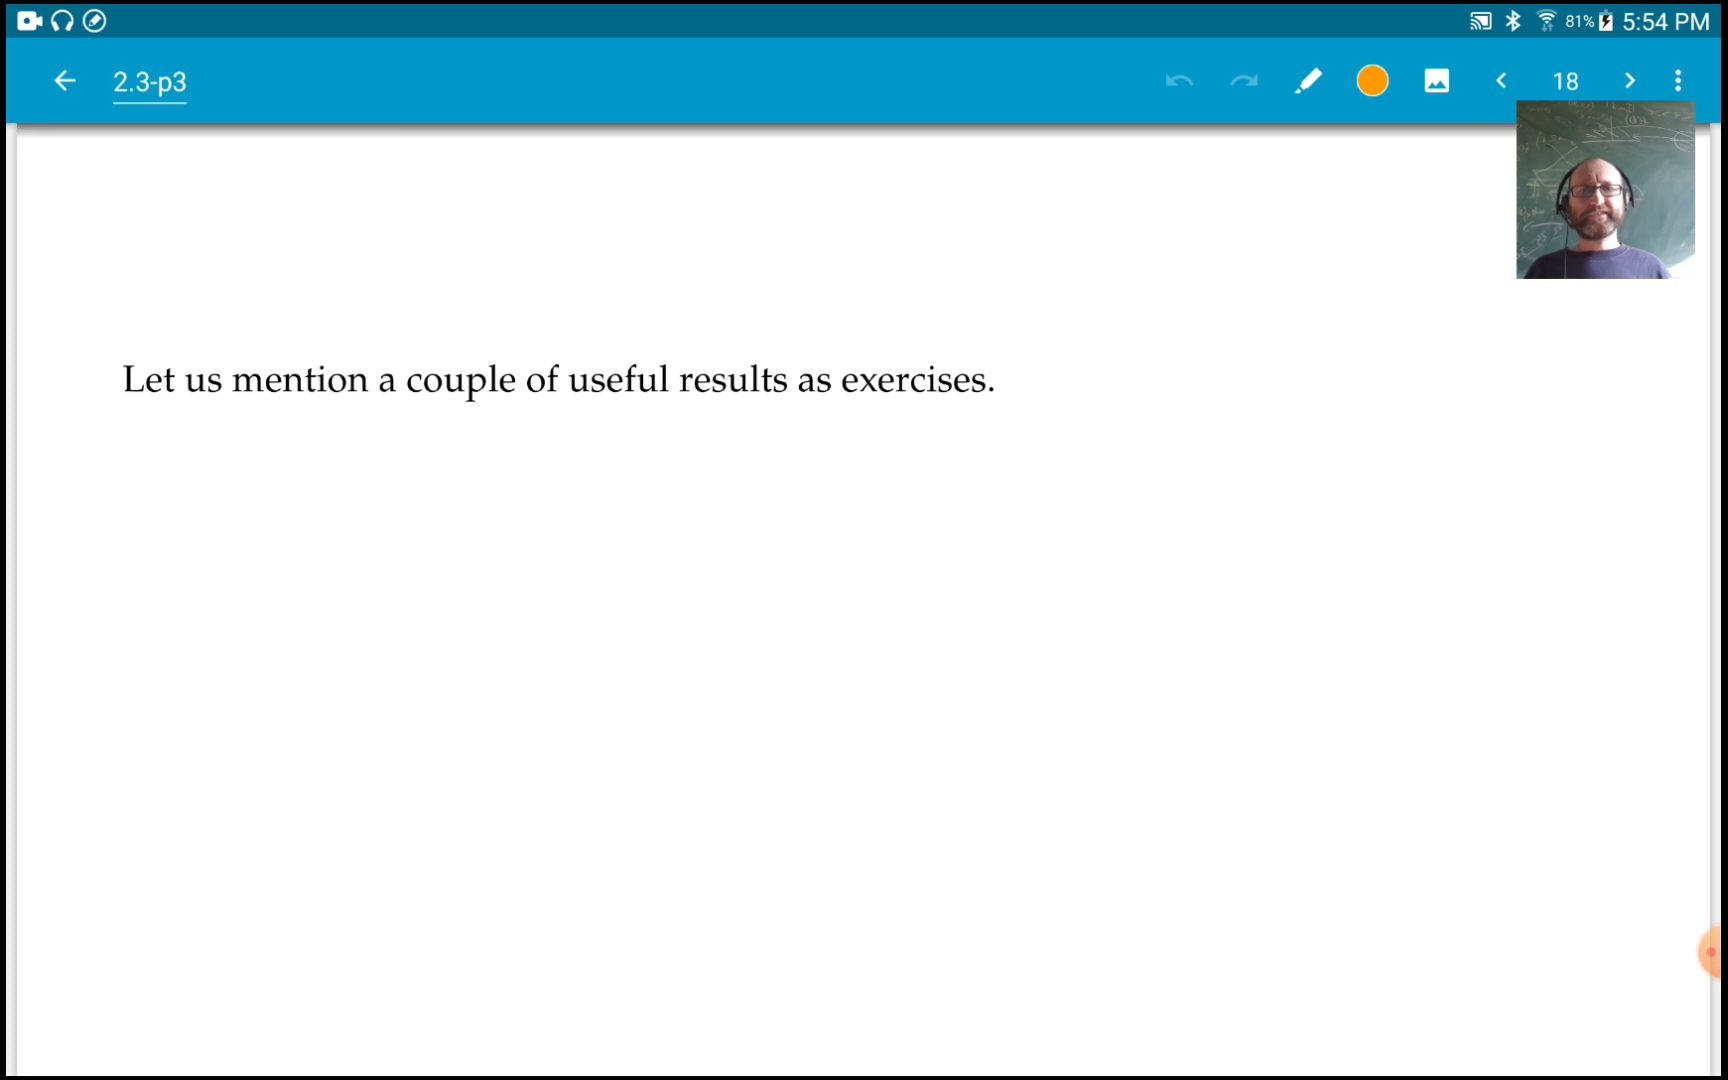 81% 5:54 PM
2.3-p3 18
Let us mention a couple of useful results as exercises.